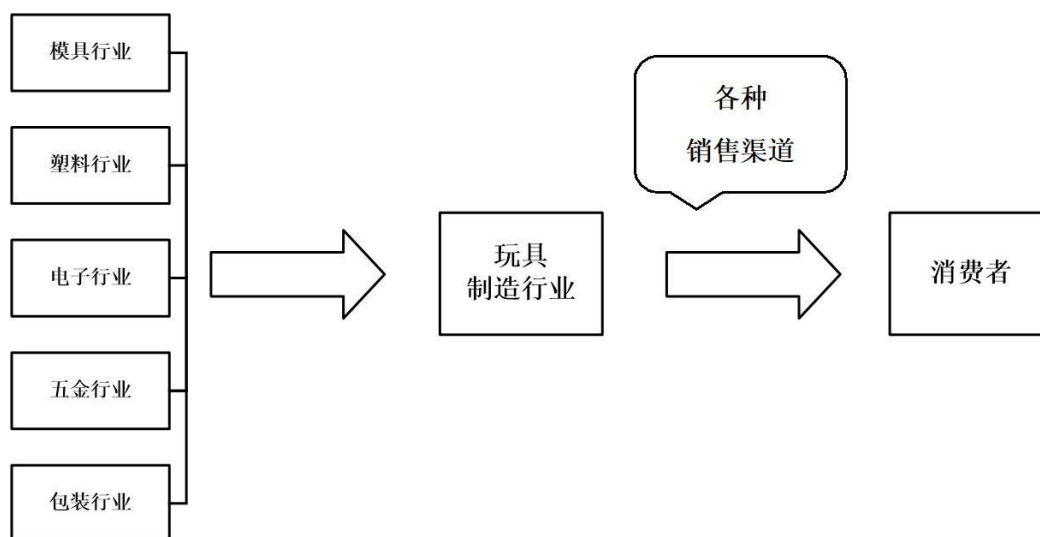 模具行业
塑料行业
电子行业
五金行业
包装行业
玩具
制造行业
各种
销售渠道
消费者